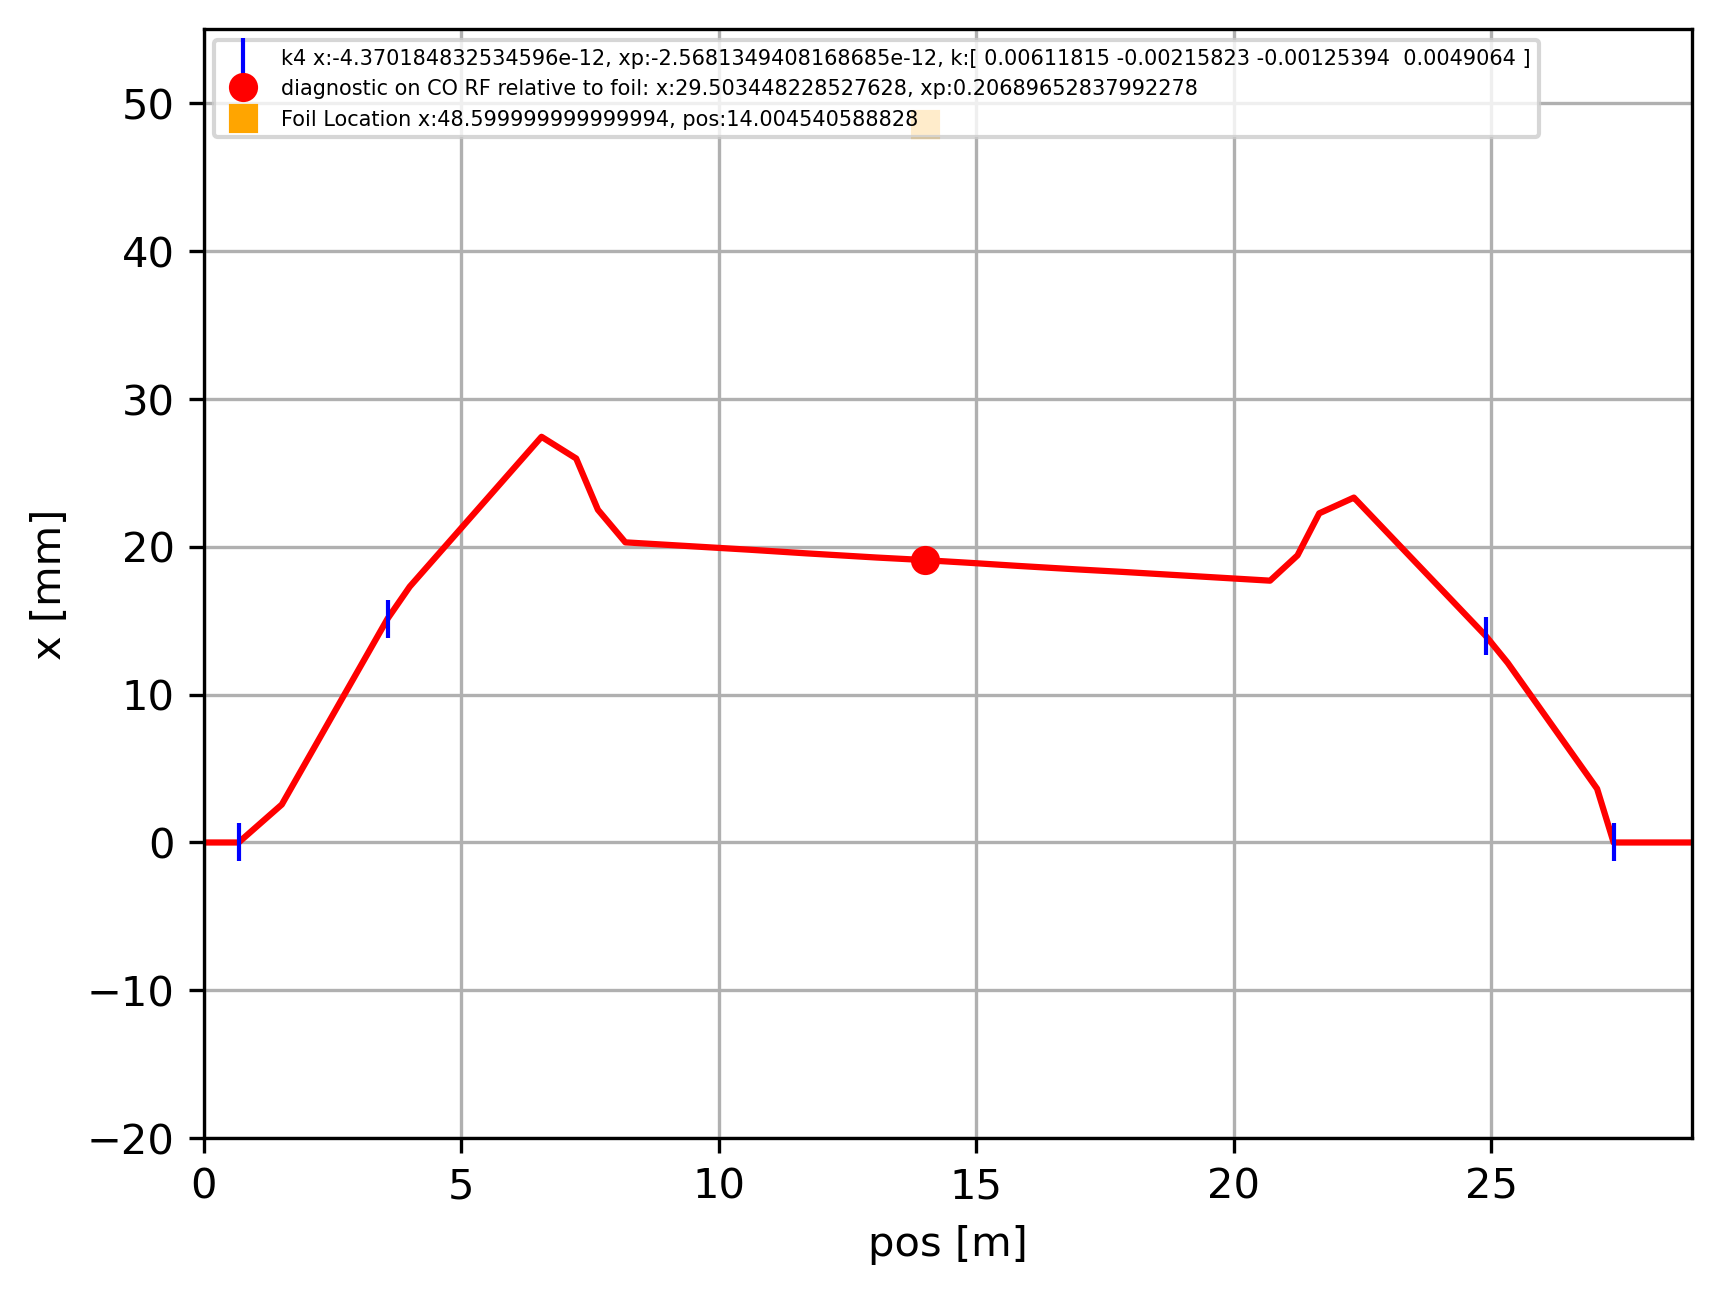 k4 x:-4.370184832534596e-12, xp:-2.5681349408168685e-12, k:[ 0.00611815 -0.00215823 -0.00125394  0.0049064 ]
diagnostic on CO RF relative to foil: x:29.503448228527628, xp:0.20689652837992278
Foil Location x:48.599999999999994, pos:14.004540588828
50
40
30
20
10
0
−10
−20
x [mm]
0 5 10 15 20 25
pos [m]